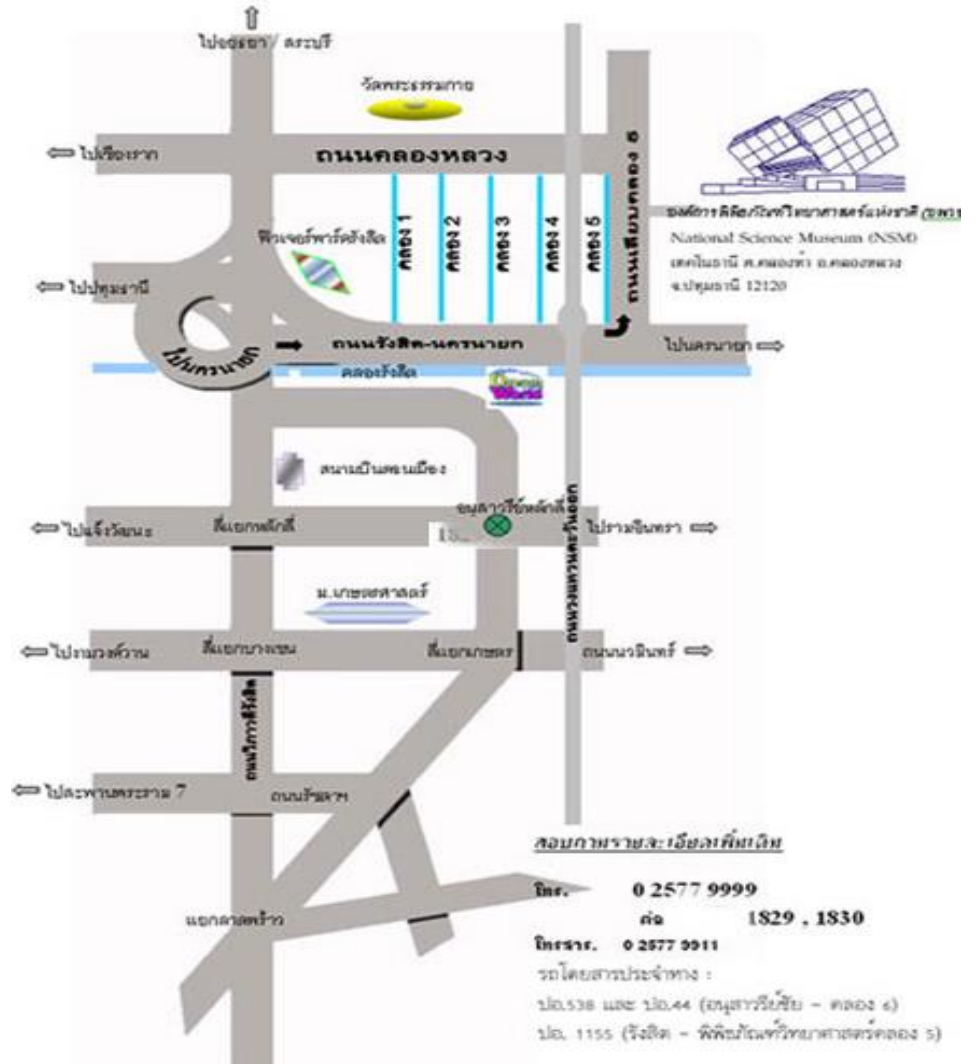 ไปอยุธยา / สระบุรี
วัดพระธรรมกาย
ไปเชียงราก
ถนนคลองหลวง
ฟิวเจอร์พาร์ครังสิต
คลอง 1
คลอง 2
คลอง 3
คลอง 4
คลอง 5
ถนนเลียบคลอง 5
องค์การพิพิธภัณฑ์วิทยาศาสตร์แห่งชาติ (อพวช
National Science Museum (NSM)
เทคโนธานี ต.คลองห้า อ.คลองหลวง
จ.ปทุมธานี 12120
ไปปทุมธานี
ไปนครนายก
ถนนรังสิต-นครนายก
ไปนครนายก
คลองรังสิต
Dream World
สนามบินดอนเมือง
อนุสาวรีย์หลักสี่
ไปแจ้งวัฒนะ
สี่แยกหลักสี่
ไปรามอินทรา
ถนนวงแหวนตะวันออก
ม.เกษตรศาสตร์
ไปงามวงศ์วาน
สี่แยกบางเขน
สี่แยกเกษตร
ถนนนวมินทร์
ถนนวิภาวดีรังสิต
ไปสะพานพระราม 7
ถนนรัชดาฯ
แยกลาดพร้าว
สอบถามรายละเอียดเพิ่มเติม
โทร. 0 2577 9999
ต่อ 1829 , 1830
โทรสาร. 0 2577 9911
รถโดยสารประจำทาง :
ปอ.538 และ ปอ.44 (อนุสาวรีย์ชัย – คลอง 6)
ปอ. 1155 (รังสิต – พิพิธภัณฑ์วิทยาศาสตร์คลอง 5)